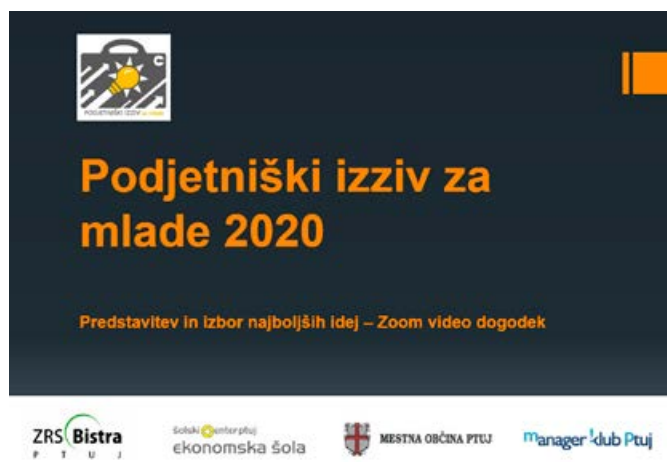 C
PODJETNIŠKI IZZIV za mlade
Podjetniški izziv za
mlade 2020
Predstavitev in izbor najboljših idej – Zoom video dogodek
ZRS Bistra
PTUJ
šolski center ptuj
ekonomska šola
MESTNA OBČINA PTUJ
manager klub Ptuj